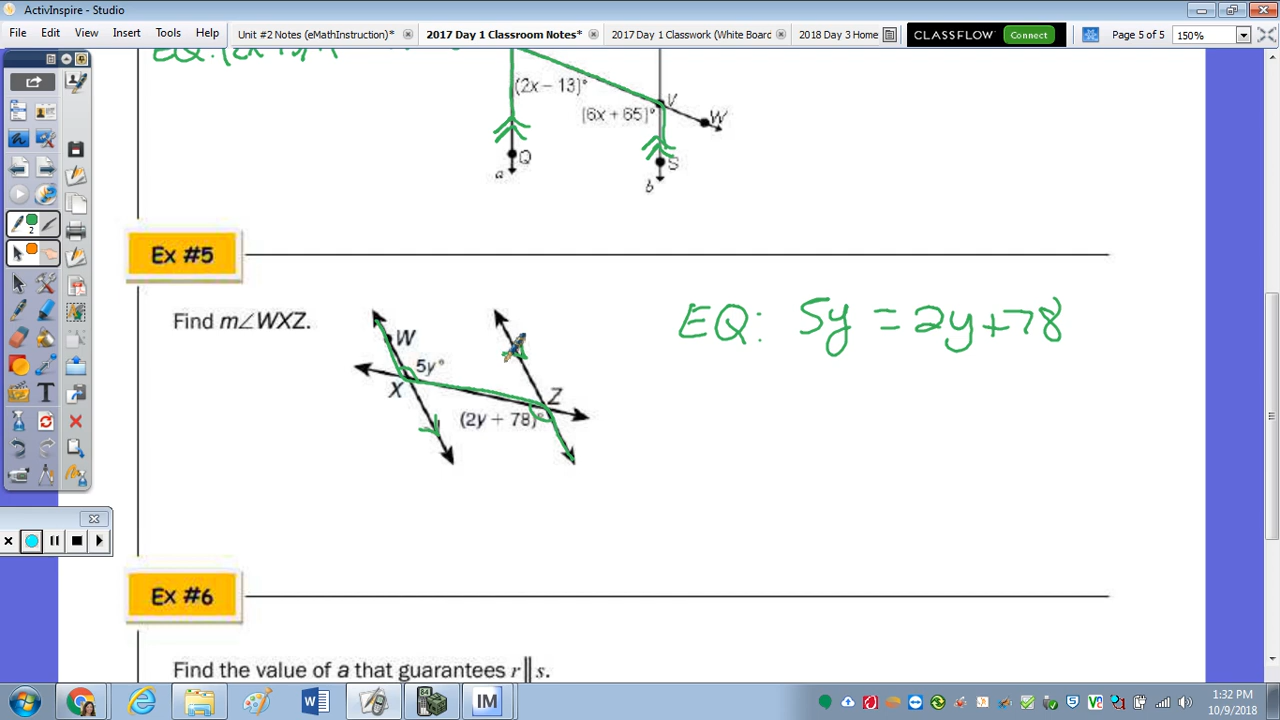 ActivInspire - Studio
File Edit View Insert Tools Help
Unit #2 Notes (eMathInstruction)*
2017 Day 1 Classroom Notes*
2017 Day 1 Classwork (White Board
2018 Day 3 Home
CLASSFLOW Connect
Page 5 of 5
150%
(2x – 13)°
V
(6x + 65)°
W
Q
S
a
b
2
Ex #5
Find m∠WXZ.
EQ: 5y = 2y+78
W
5y°
X
Z
(2y + 78)°
Ex #6
Find the value of a that guarantees r ∥ s.
IM
1:32 PM
10/9/2018